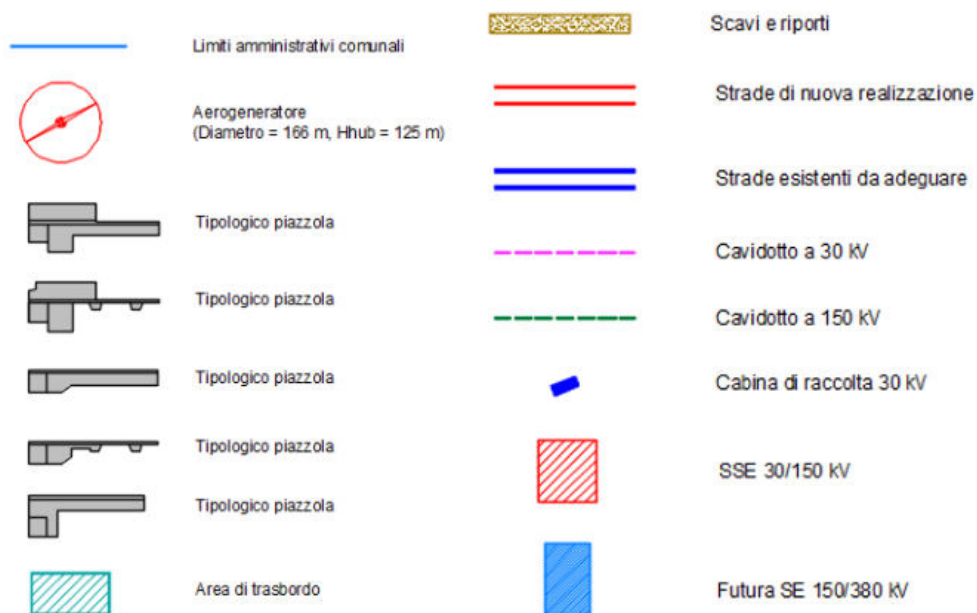 Limiti amministrativi comunali
Aerogeneratore
(Diametro = 166 m, Hhub = 125 m)
Tipologico piazzola
Tipologico piazzola
Tipologico piazzola
Tipologico piazzola
Tipologico piazzola
Area di trasbordo
Scavi e riporti
Strade di nuova realizzazione
Strade esistenti da adeguare
Cavidotto a 30 kV
Cavidotto a 150 kV
Cabina di raccolta 30 kV
SSE 30/150 kV
Futura SE 150/380 kV